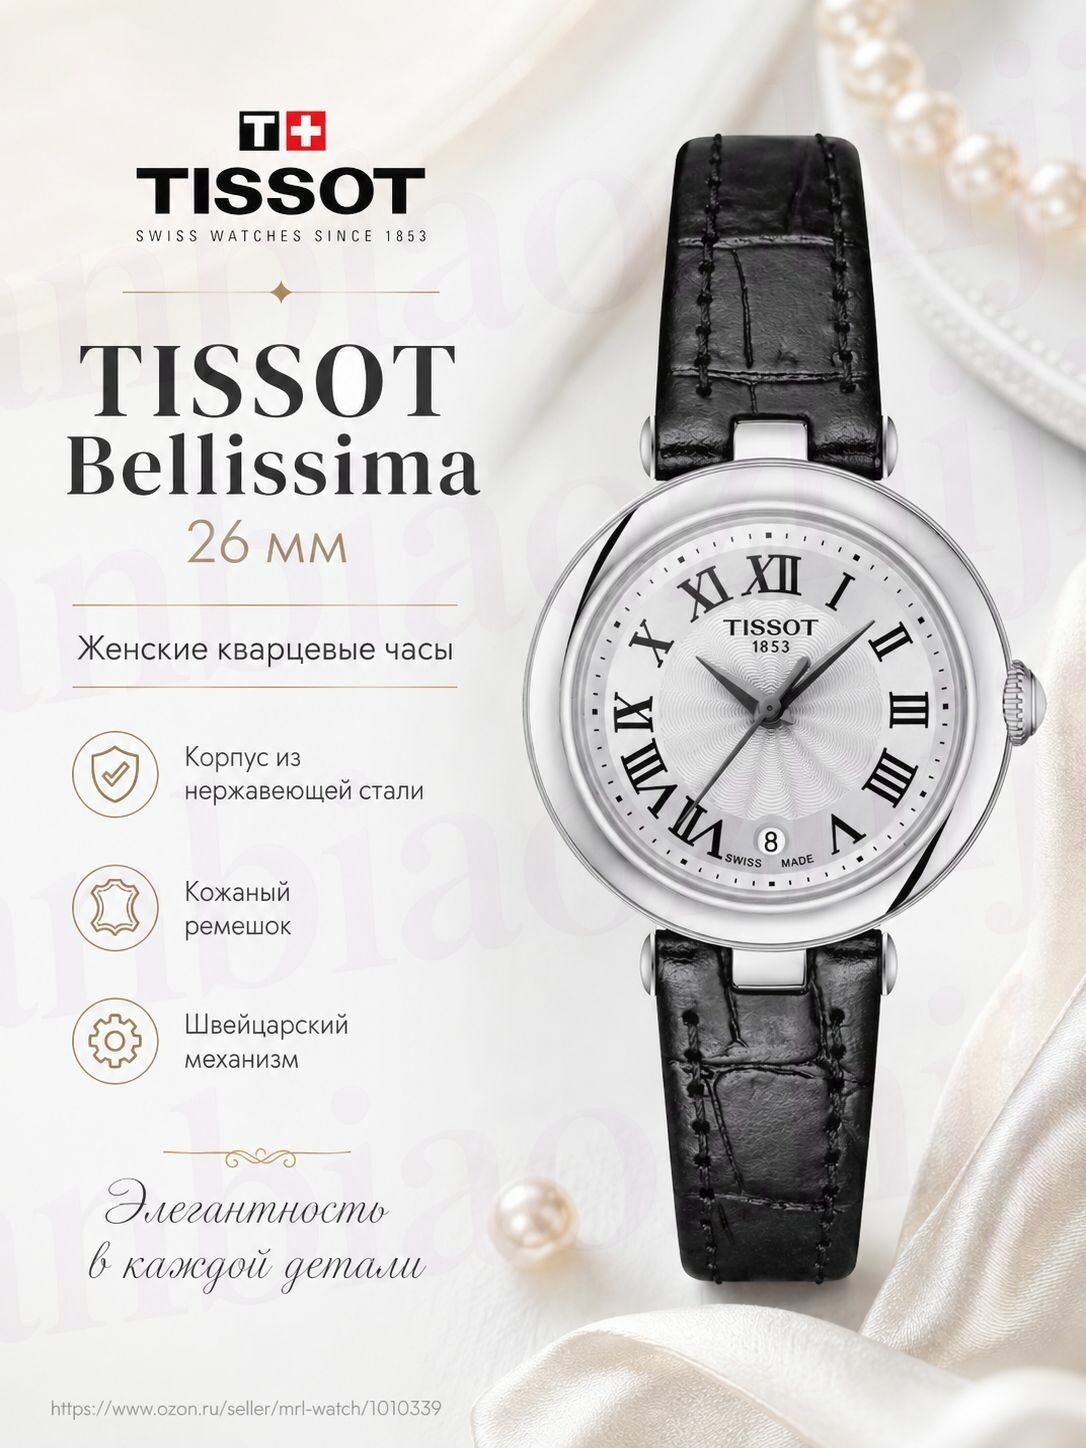 T+
TISSOT
SWISS WATCHES SINCE 1853
TISSOT
Bellissima
26 мм
Женские кварцевые часы
Корпус из
нержавеющей стали
Кожаный
ремешок
Швейцарский
механизм
Элегантность
в каждой детали
https://www.ozon.ru/seller/mrl-watch/1010339
XII
I
II
III
IIII
V
VII
VIII
IX
X
XI
TISSOT
1853
8
SWISS MADE